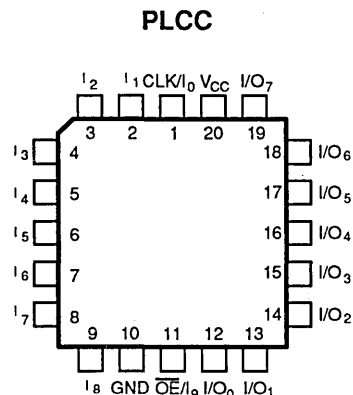 PLCC
I2 I1 CLK/I0 VCC I/O7
3 2 1 20 19
I3 4 18 I/O6
I4 5 17 I/O5
I5 6 16 I/O4
I6 7 15 I/O3
I7 8 14 I/O2
9 10 11 12 13
I8 GND O̅E̅/I9 I/O0 I/O1